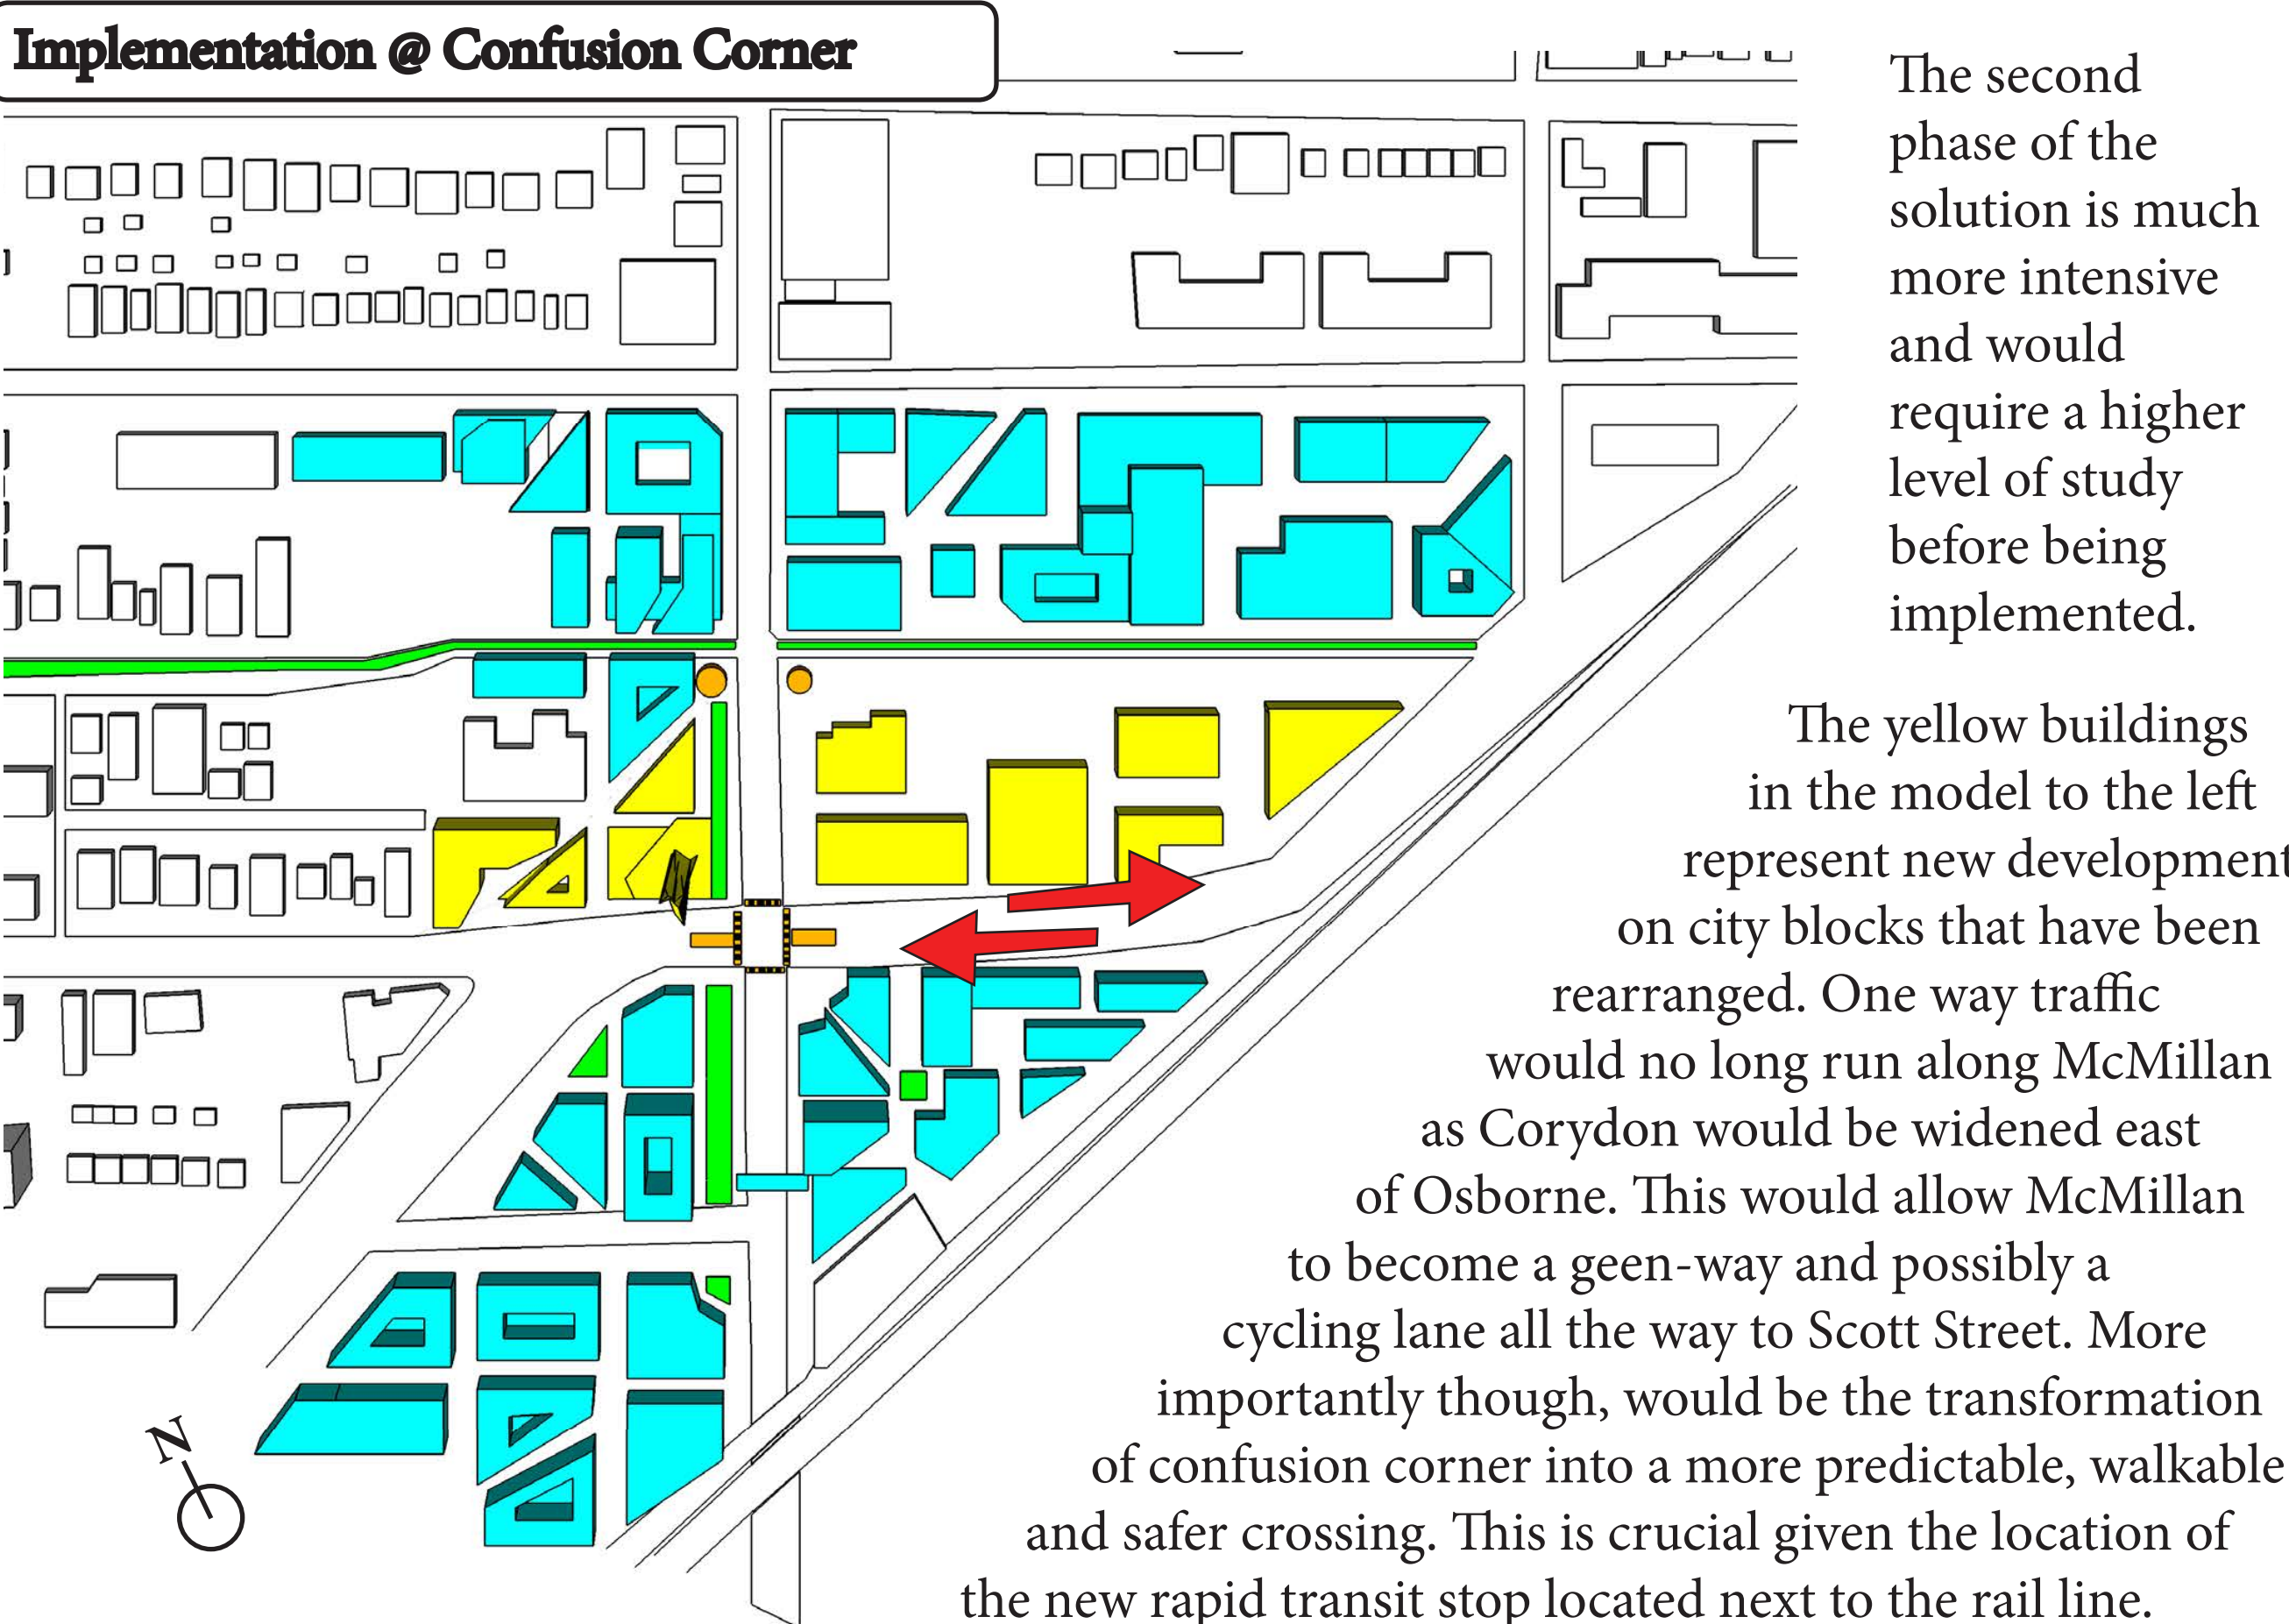 Implementation @ Confusion Corner
The second
phase of the
solution is much
more intensive
and would
require a higher
level of study
before being
implemented.
The yellow buildings
in the model to the left
represent new development
on city blocks that have been
rearranged. One way traffic
would no long run along McMillan
as Corydon would be widened east
of Osborne. This would allow McMillan
to become a geen-way and possibly a
cycling lane all the way to Scott Street. More
importantly though, would be the transformation
of confusion corner into a more predictable, walkable
and safer crossing. This is crucial given the location of
the new rapid transit stop located next to the rail line.
N